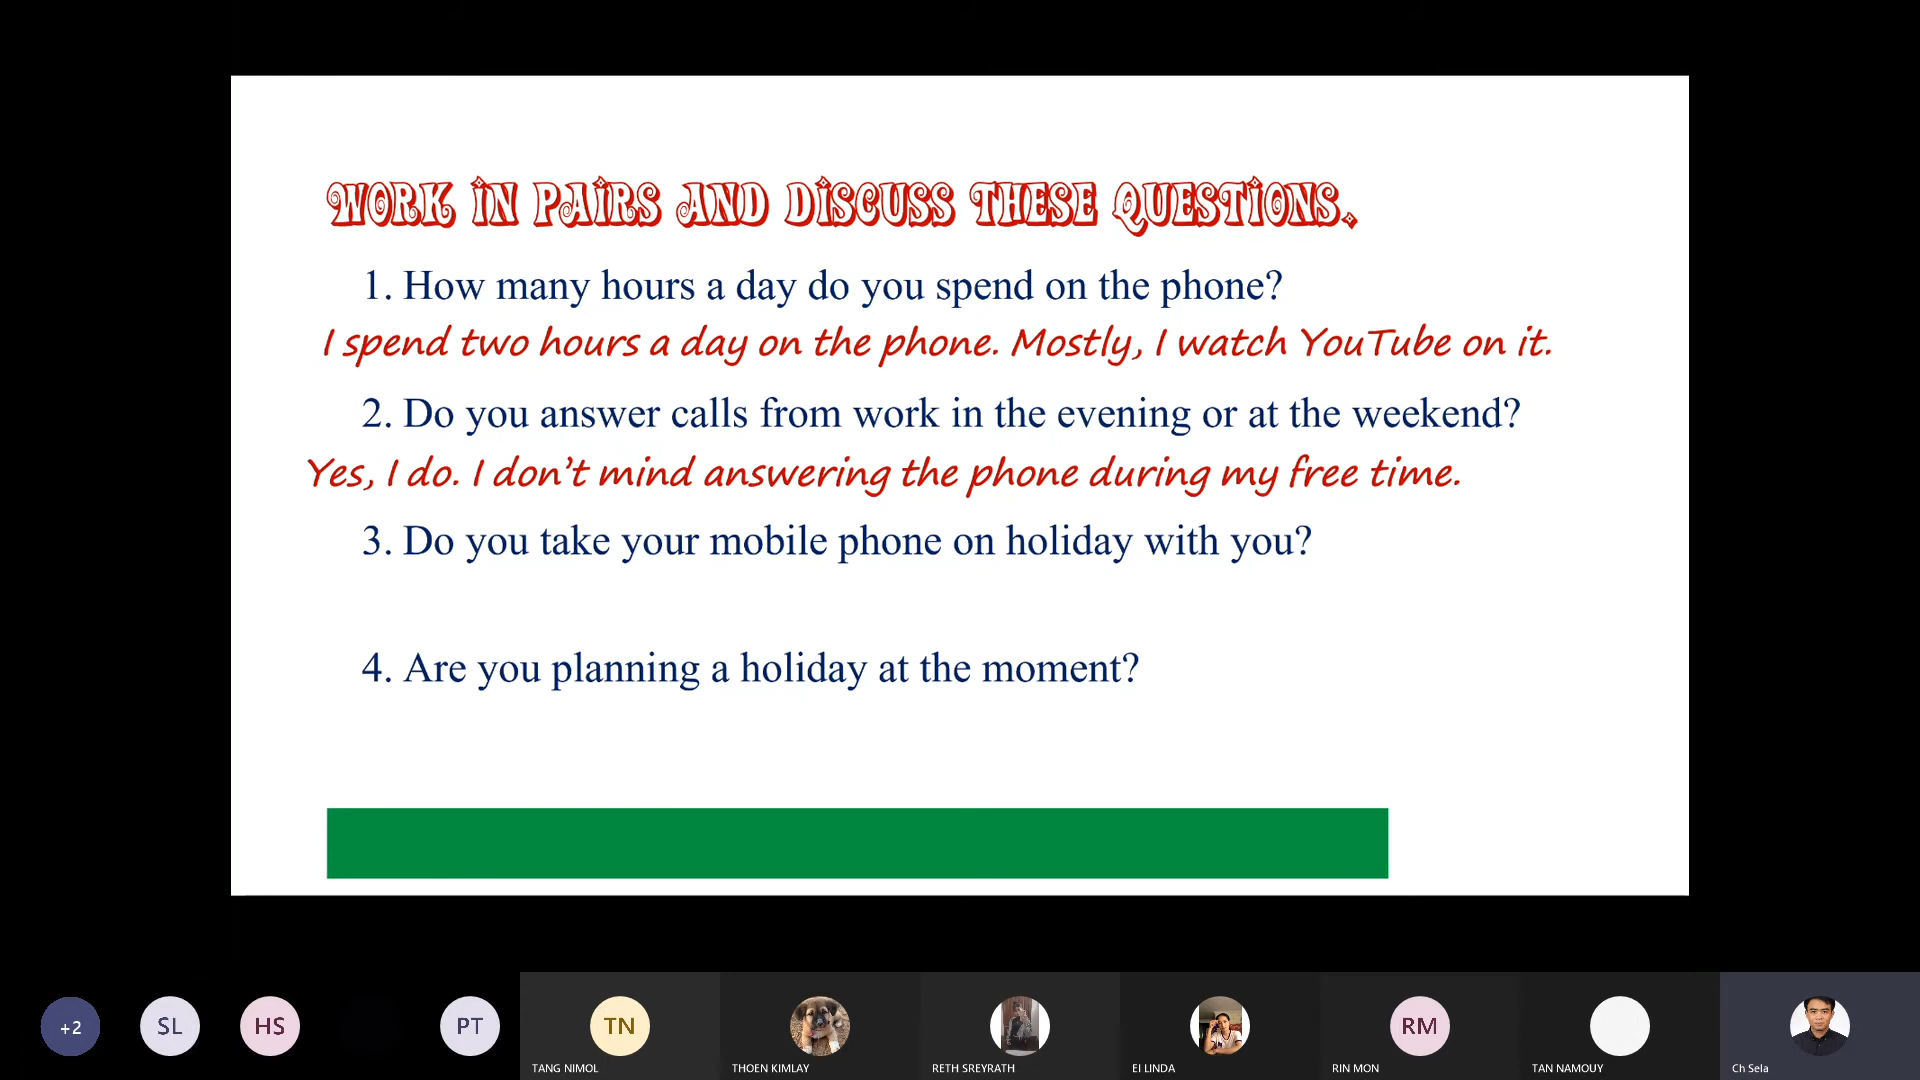 WORK IN PAIRS AND DISCUSS THESE QUESTIONS.
1. How many hours a day do you spend on the phone?
I spend two hours a day on the phone. Mostly, I watch YouTube on it.
2. Do you answer calls from work in the evening or at the weekend?
Yes, I do. I don’t mind answering the phone during my free time.
3. Do you take your mobile phone on holiday with you?
4. Are you planning a holiday at the moment?
+2 SL HS PT TN RM
TANG NIMOL THOEN KIMLAY RETH SREYRATH EI LINDA RIN MON TAN NAMOUY Ch Sela